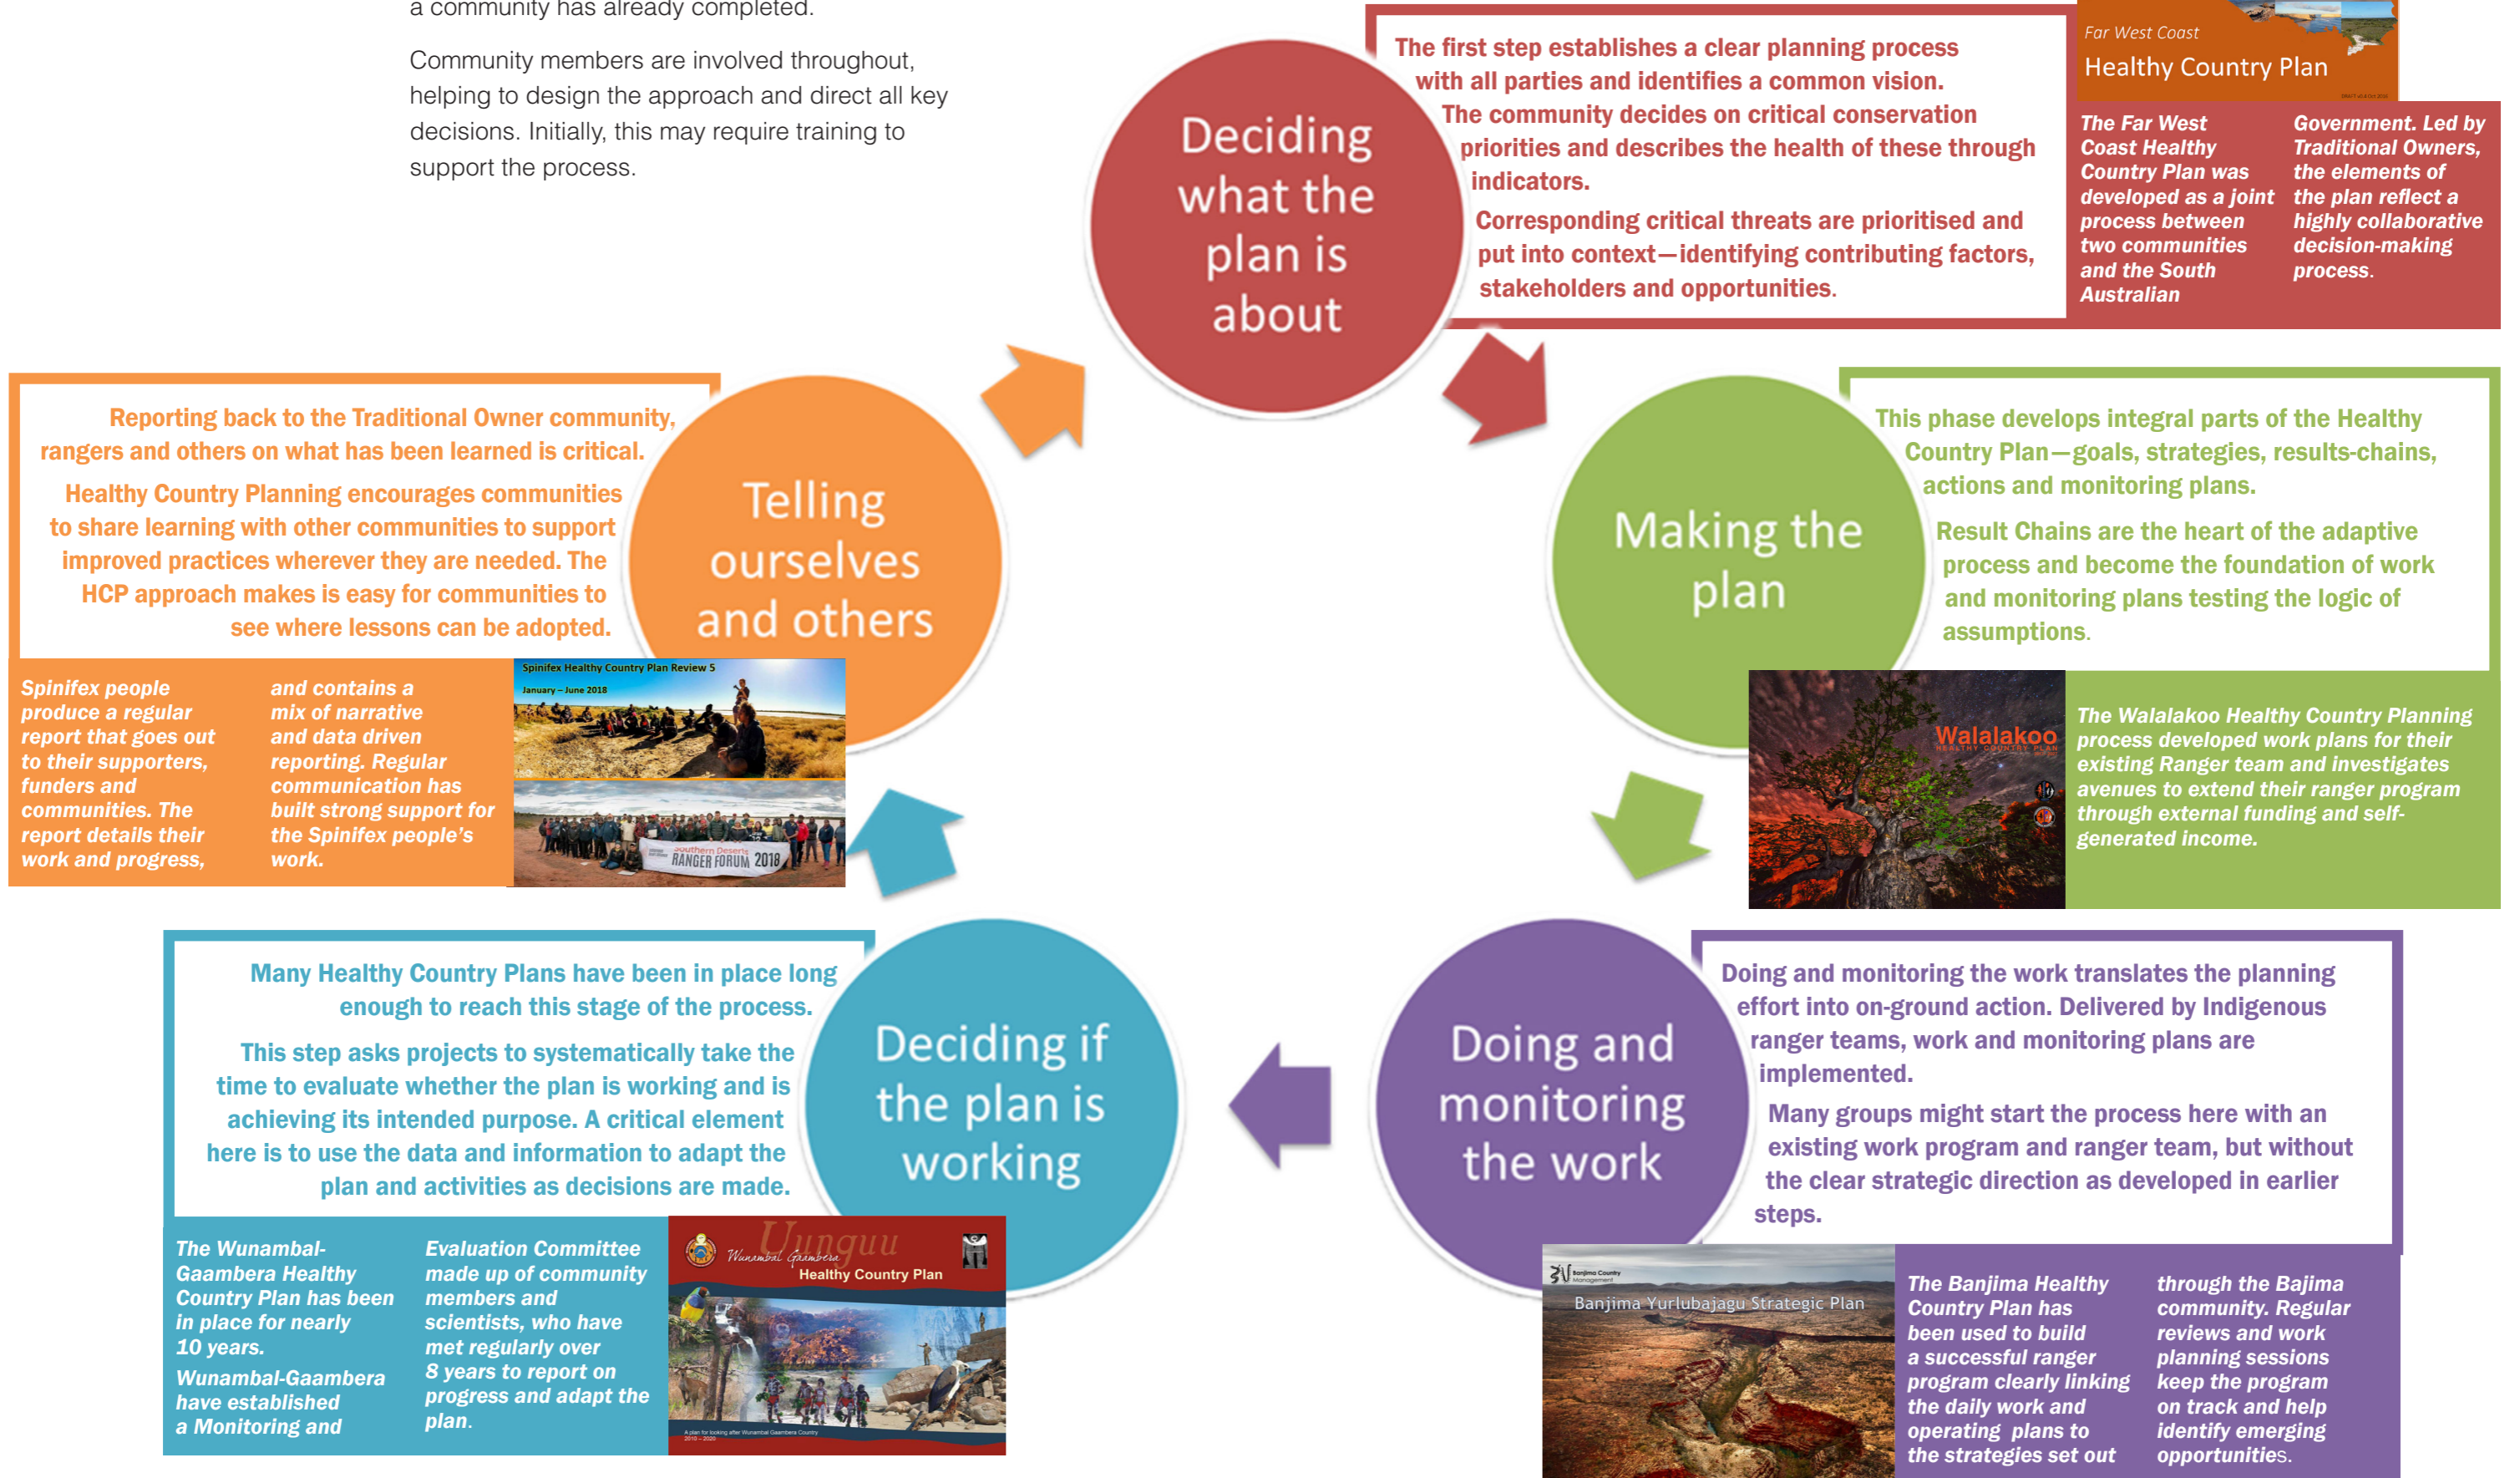 a community has already completed.
Community members are involved throughout,
helping to design the approach and direct all key
decisions. Initially, this may require training to
support the process.
Deciding
what the
plan is
about
The first step establishes a clear planning process
with all parties and identifies a common vision.
The community decides on critical conservation
priorities and describes the health of these through
indicators.
Corresponding critical threats are prioritised and
put into context—identifying contributing factors,
stakeholders and opportunities.
Far West Coast
Healthy Country Plan
The Far West
Coast Healthy
Country Plan was
developed as a joint
process between
two communities
and the South
Australian
Government. Led by
Traditional Owners,
the elements of
the plan reflect a
highly collaborative
decision-making
process.
Making the
plan
This phase develops integral parts of the Healthy
Country Plan—goals, strategies, results-chains,
actions and monitoring plans.
Result Chains are the heart of the adaptive
process and become the foundation of work
and monitoring plans testing the logic of
assumptions.
Walalakoo
HEALTHY COUNTRY PLAN
The Walalakoo Healthy Country Planning
process developed work plans for their
existing Ranger team and investigates
avenues to extend their ranger program
through external funding and self-
generated income.
Doing and
monitoring
the work
Doing and monitoring the work translates the planning
effort into on-ground action. Delivered by Indigenous
ranger teams, work and monitoring plans are
implemented.
Many groups might start the process here with an
existing work program and ranger team, but without
the clear strategic direction as developed in earlier
steps.
Banjima Country
Management
Banjima Yurlubajagu Strategic Plan
The Banjima Healthy
Country Plan has
been used to build
a successful ranger
program clearly linking
the daily work and
operating plans to
the strategies set out
through the Bajima
community. Regular
reviews and work
planning sessions
keep the program
on track and help
identify emerging
opportunities.
Deciding if
the plan is
working
Many Healthy Country Plans have been in place long
enough to reach this stage of the process.
This step asks projects to systematically take the
time to evaluate whether the plan is working and is
achieving its intended purpose. A critical element
here is to use the data and information to adapt the
plan and activities as decisions are made.
The Wunambal-
Gaambera Healthy
Country Plan has been
in place for nearly
10 years.
Wunambal-Gaambera
have established
a Monitoring and
Evaluation Committee
made up of community
members and
scientists, who have
met regularly over
8 years to report on
progress and adapt the
plan.
Uunguu
Wunambal Gaambera
Healthy Country Plan
A plan for looking after Wunambal Gaambera Country
2010 – 2020
Telling
ourselves
and others
Reporting back to the Traditional Owner community,
rangers and others on what has been learned is critical.
Healthy Country Planning encourages communities
to share learning with other communities to support
improved practices wherever they are needed. The
HCP approach makes is easy for communities to
see where lessons can be adopted.
Spinifex people
produce a regular
report that goes out
to their supporters,
funders and
communities. The
report details their
work and progress,
and contains a
mix of narrative
and data driven
reporting. Regular
communication has
built strong support for
the Spinifex people's
work.
Spinifex Healthy Country Plan Review 5
January – June 2018
Southern Deserts
RANGER FORUM 2018